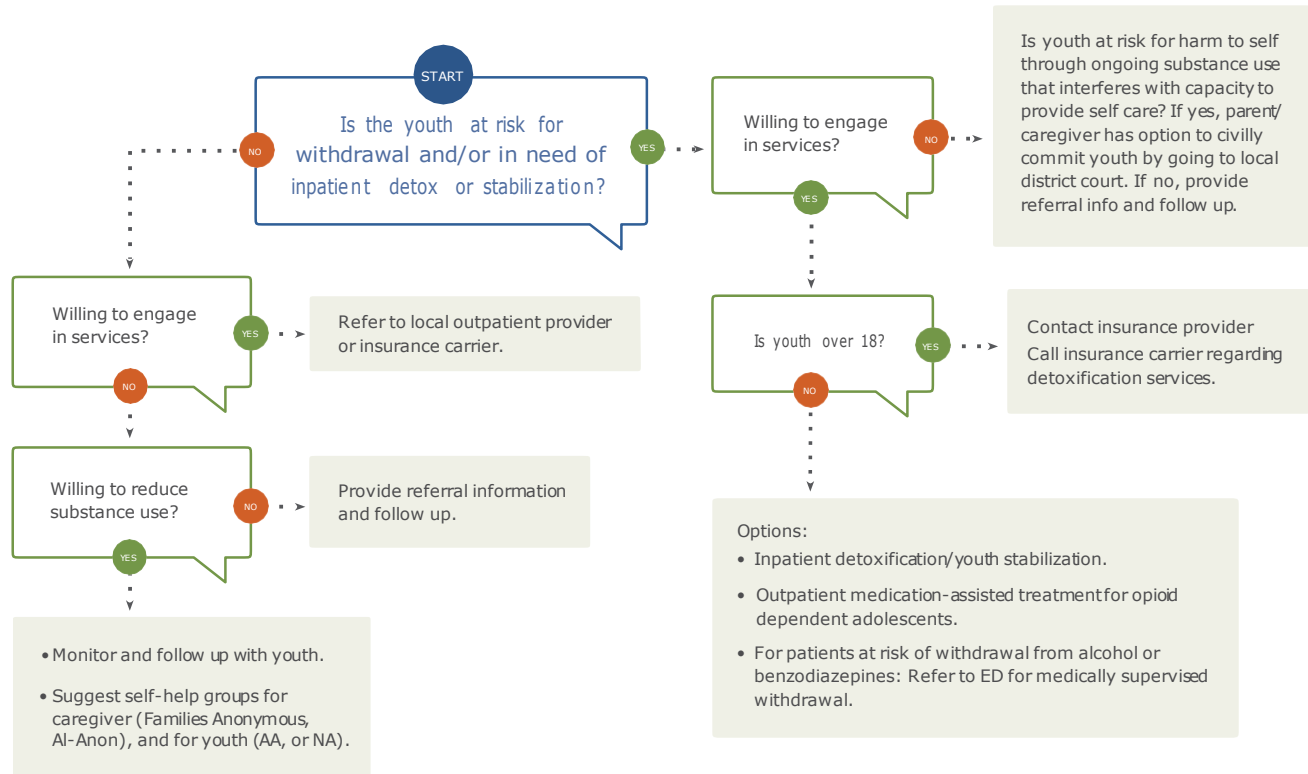 START
Is the youth at risk for
withdrawal and/or in need of
inpatient detox or stabilization?
NO
YES
Willing to engage
in services?
NO
YES
Is youth at risk for harm to self
through ongoing substance use
that interferes with capacity to
provide self care? If yes, parent/
caregiver has option to civilly
commit youth by going to local
district court. If no, provide
referral info and follow up.
Willing to engage
in services?
YES
NO
Refer to local outpatient provider
or insurance carrier.
Is youth over 18?
YES
NO
Contact insurance provider
Call insurance carrier regarding
detoxification services.
Willing to reduce
substance use?
NO
YES
Provide referral information
and follow up.
Options:
• Inpatient detoxification/youth stabilization.
• Outpatient medication-assisted treatment for opioid
dependent adolescents.
• For patients at risk of withdrawal from alcohol or
benzodiazepines: Refer to ED for medically supervised
withdrawal.
• Monitor and follow up with youth.
• Suggest self-help groups for
caregiver (Families Anonymous,
Al-Anon), and for youth (AA, or NA).